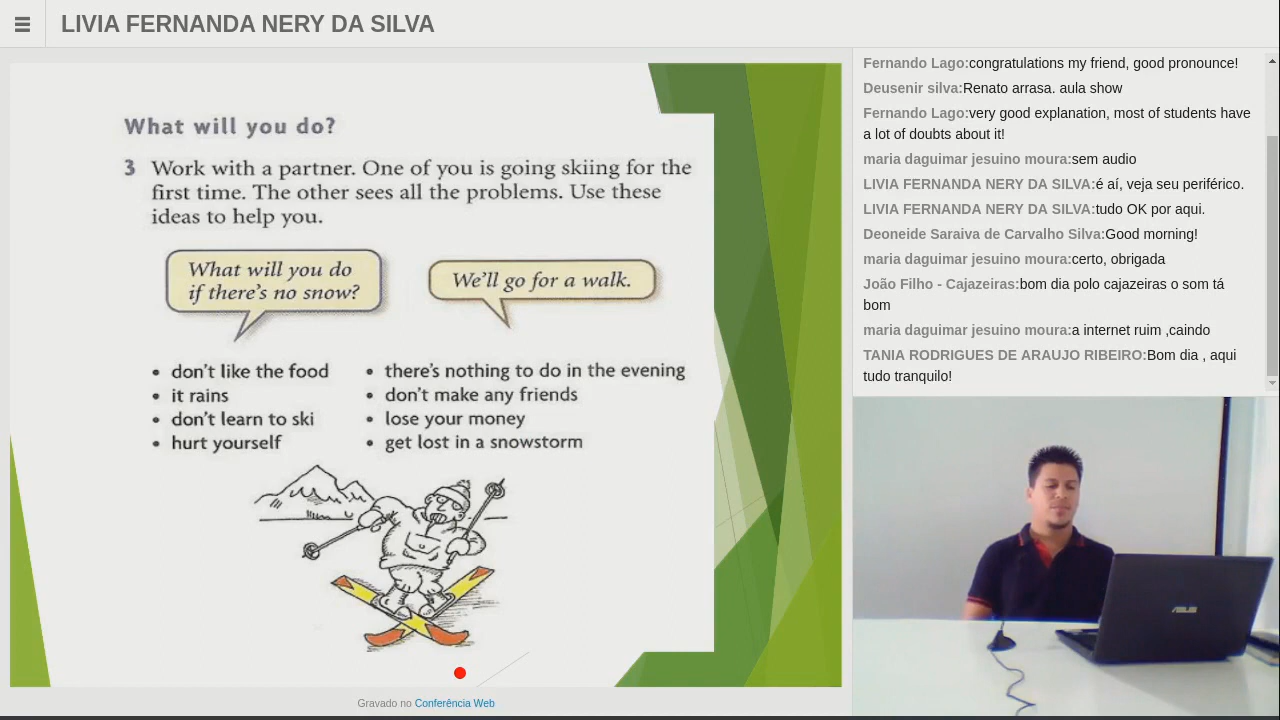 LIVIA FERNANDA NERY DA SILVA
What will you do?
3 Work with a partner. One of you is going skiing for the
first time. The other sees all the problems. Use these
ideas to help you.
What will you do
if there's no snow?
We'll go for a walk.
• don't like the food
• it rains
• don't learn to ski
• hurt yourself
• there's nothing to do in the evening
• don't make any friends
• lose your money
• get lost in a snowstorm
Gravado no Conferência Web
Fernando Lago:congratulations my friend, good pronounce!
Deusenir silva:Renato arrasa. aula show
Fernando Lago:very good explanation, most of students have
a lot of doubts about it!
maria daguimar jesuino moura:sem audio
LIVIA FERNANDA NERY DA SILVA:é aí, veja seu periférico.
LIVIA FERNANDA NERY DA SILVA:tudo OK por aqui.
Deoneide Saraiva de Carvalho Silva:Good morning!
maria daguimar jesuino moura:certo, obrigada
João Filho - Cajazeiras:bom dia polo cajazeiras o som tá
bom
maria daguimar jesuino moura:a internet ruim ,caindo
TANIA RODRIGUES DE ARAUJO RIBEIRO:Bom dia , aqui
tudo tranquilo!
ASUS